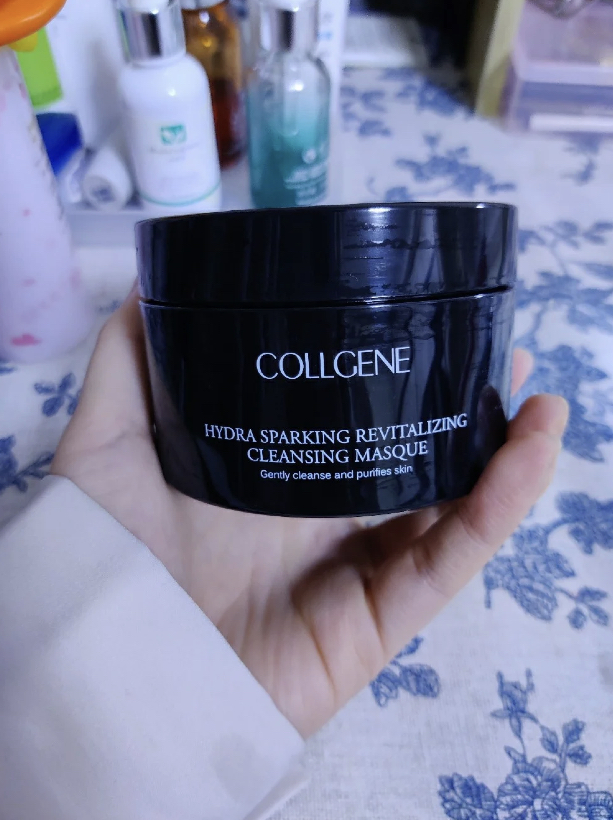 COLLGENE
HYDRA SPARKING REVITALIZING
CLEANSING MASQUE
Gently cleanse and purifies skin